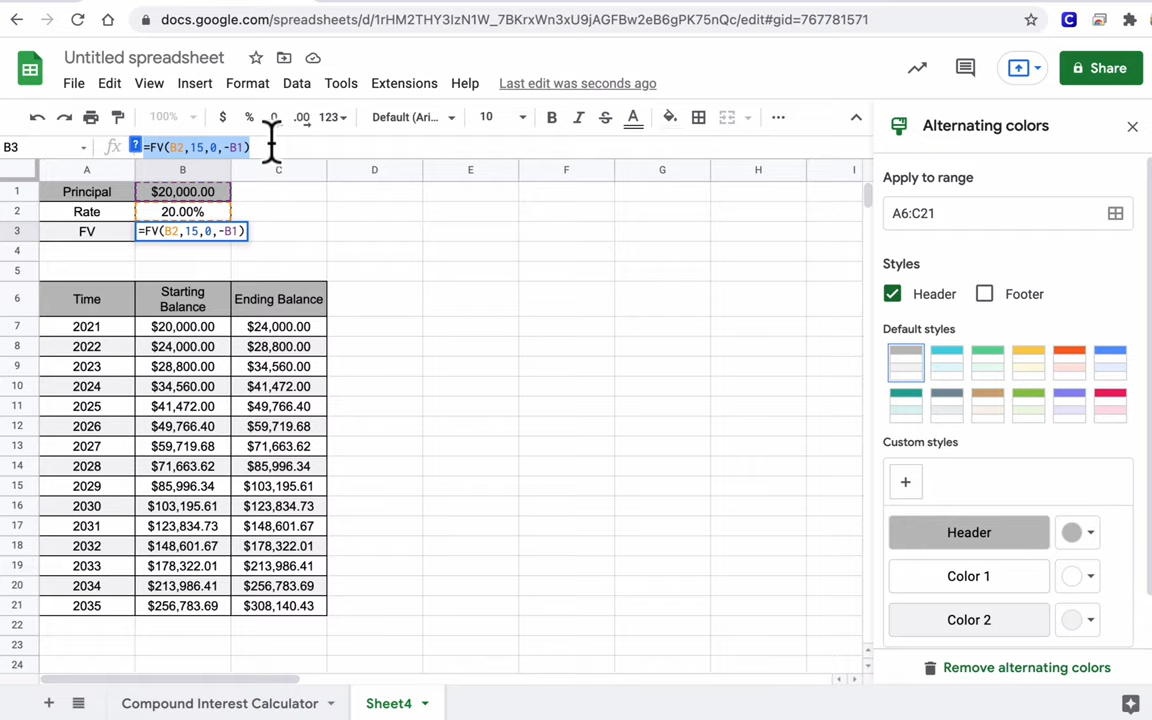 docs.google.com/spreadsheets/d/1rHM2THY3IzN1W_7BKrxWn3xU9jAGFBw2eB6gPK75nQc/edit#gid=767781571
Untitled spreadsheet
File Edit View Insert Format Data Tools Extensions Help Last edit was seconds ago
Share
100% $ % .0 .00 123 Default (Ari... 10 B I S A
B3 fx ? =FV(B2,15,0,-B1)
A B C D E F G H I
1 Principal $20,000.00
2 Rate 20.00%
3 FV =FV(B2,15,0,-B1)
4
5
6 Time Starting Balance Ending Balance
7 2021 $20,000.00 $24,000.00
8 2022 $24,000.00 $28,800.00
9 2023 $28,800.00 $34,560.00
10 2024 $34,560.00 $41,472.00
11 2025 $41,472.00 $49,766.40
12 2026 $49,766.40 $59,719.68
13 2027 $59,719.68 $71,663.62
14 2028 $71,663.62 $85,996.34
15 2029 $85,996.34 $103,195.61
16 2030 $103,195.61 $123,834.73
17 2031 $123,834.73 $148,601.67
18 2032 $148,601.67 $178,322.01
19 2033 $178,322.01 $213,986.41
20 2034 $213,986.41 $256,783.69
21 2035 $256,783.69 $308,140.43
22
23
24
Alternating colors
Apply to range
A6:C21
Styles
Header Footer
Default styles
Custom styles
+
Header
Color 1
Color 2
Remove alternating colors
+ Compound Interest Calculator Sheet4